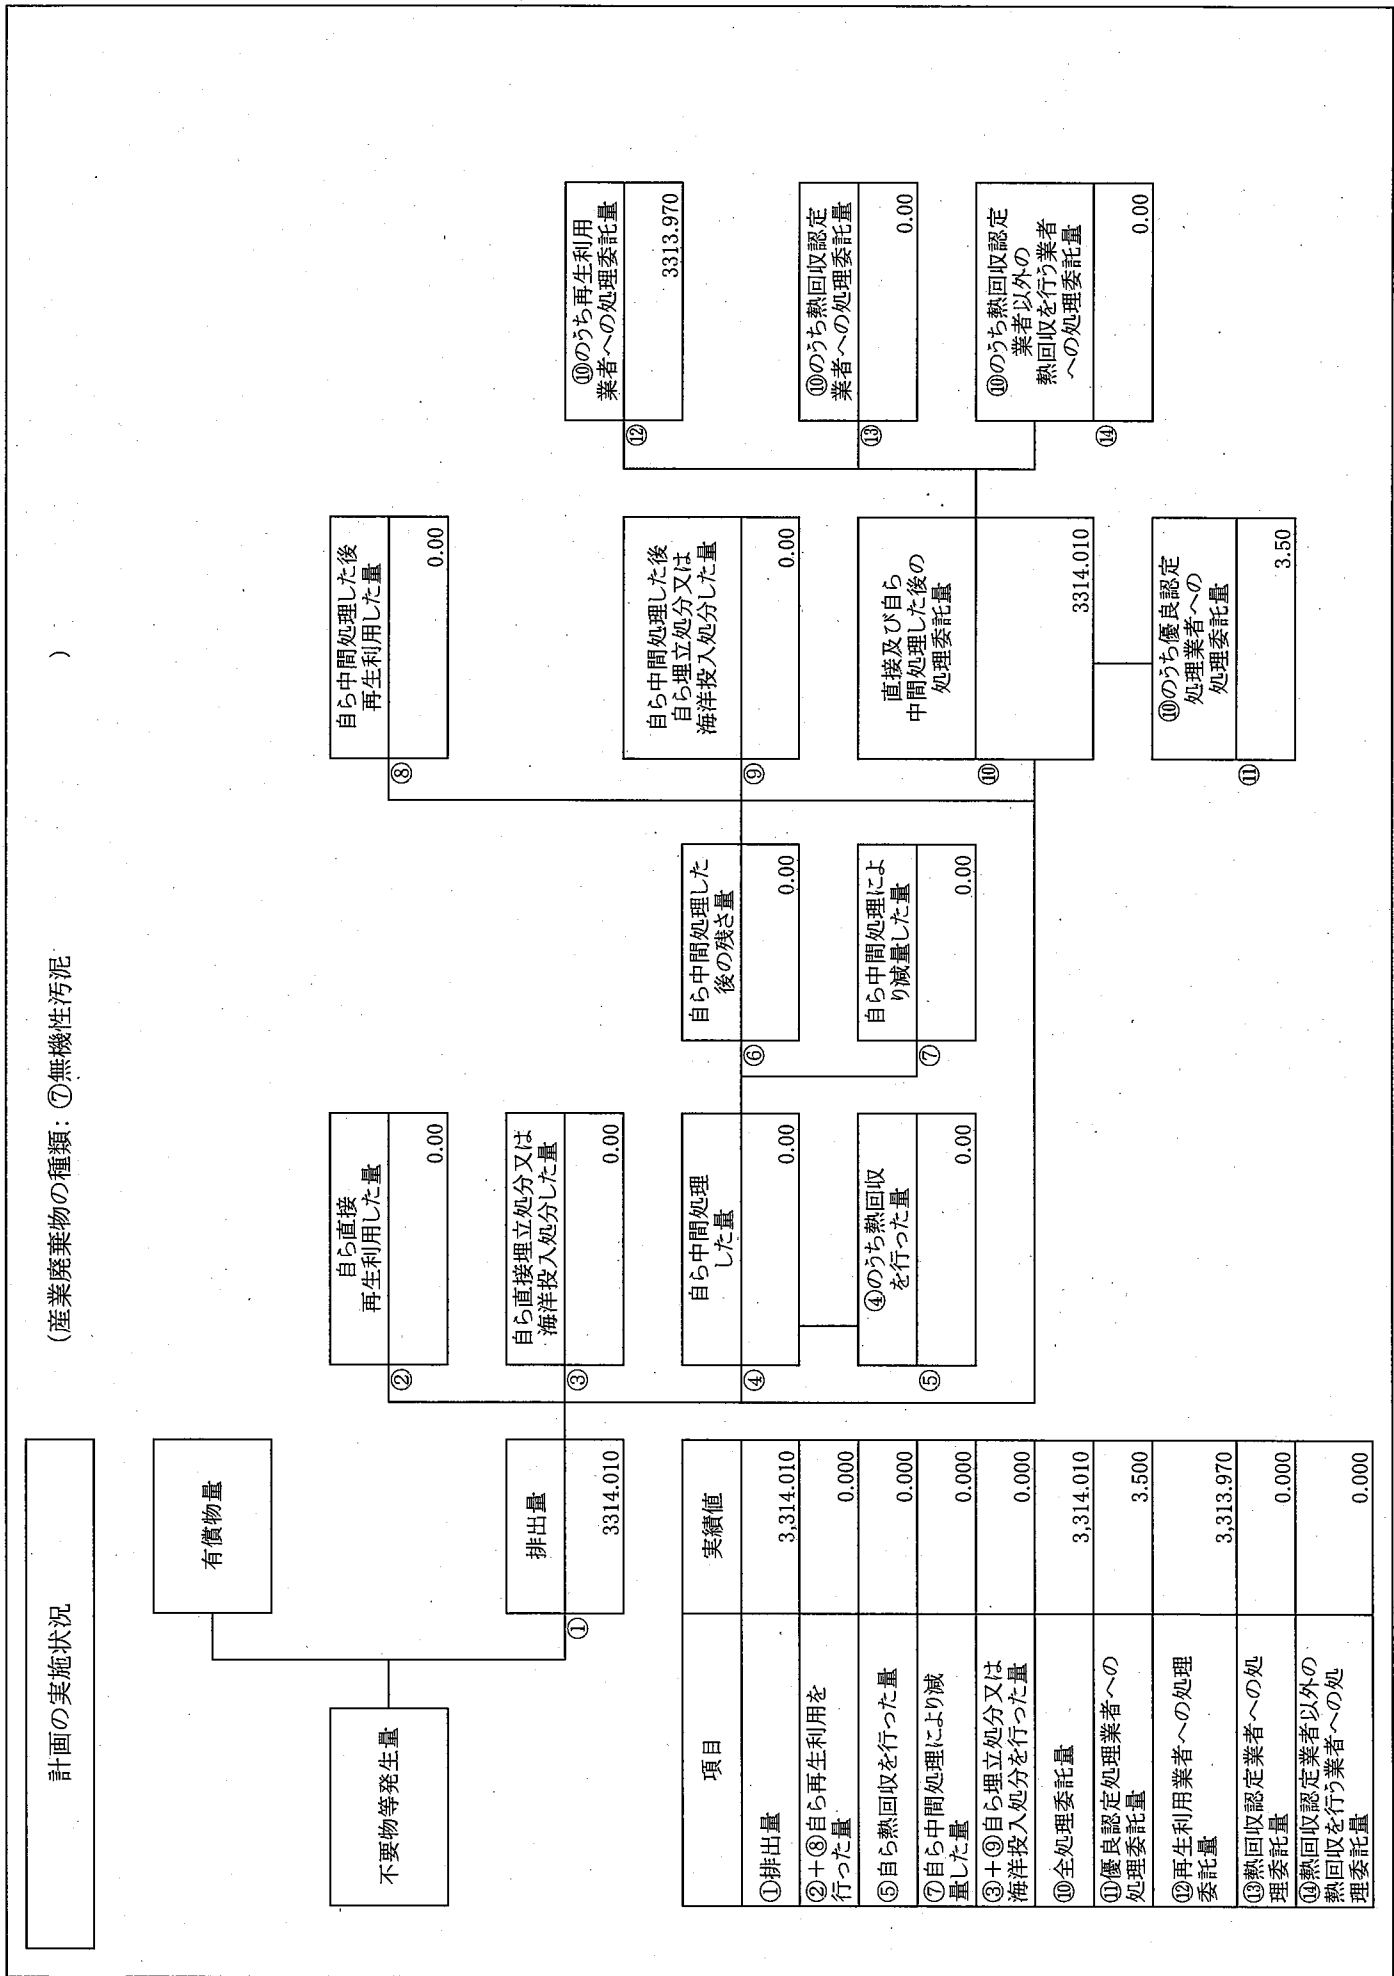 計画の実施状況
(産業廃棄物の種類：⑦無機性汚泥 )
不要物等発生量
有償物量
排出量
①
3314.010
自ら直接
再生利用した量
②
0.00
自ら直接埋立処分又は
海洋投入処分した量
③
0.00
自ら中間処理
した量
④
0.00
④のうち熱回収
を行った量
⑤
0.00
自ら中間処理した
後の残さ量
⑥
0.00
自ら中間処理によ
り減量した量
⑦
0.00
自ら中間処理した後
再生利用した量
⑧
0.00
自ら中間処理した後
自ら埋立処分又は
海洋投入処分した量
⑨
0.00
直接及び自ら
中間処理した後の
処理委託量
⑩
3314.010
⑩のうち優良認定
処理業者への
処理委託量
⑪
3.50
⑩のうち再生利用
業者への処理委託量
⑫
3313.970
⑩のうち熱回収認定
業者への処理委託量
⑬
0.00
⑩のうち熱回収認定
業者以外の
熱回収を行う業者
への処理委託量
⑭
0.00
項目 実績値
①排出量 3,314.010
②＋⑧自ら再生利用を
行った量 0.000
⑤自ら熱回収を行った量 0.000
⑦自ら中間処理により減
量した量 0.000
③＋⑨自ら埋立処分又は
海洋投入処分を行った量 0.000
⑩全処理委託量 3,314.010
⑪優良認定処理業者への
処理委託量 3.500
⑫再生利用業者への処理
委託量 3,313.970
⑬熱回収認定業者への処
理委託量 0.000
⑭熱回収認定業者以外の
熱回収を行う業者への処
理委託量 0.000